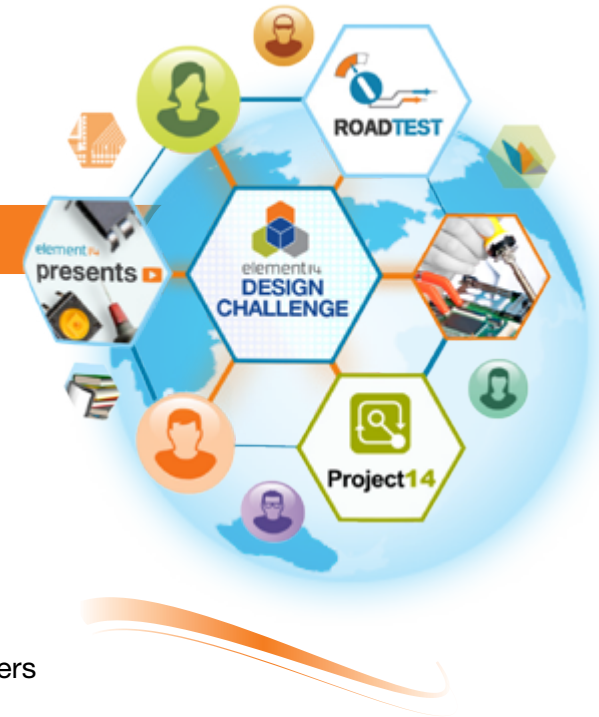 ROADTEST
element14
presents
element14
DESIGN
CHALLENGE
Project14
ers